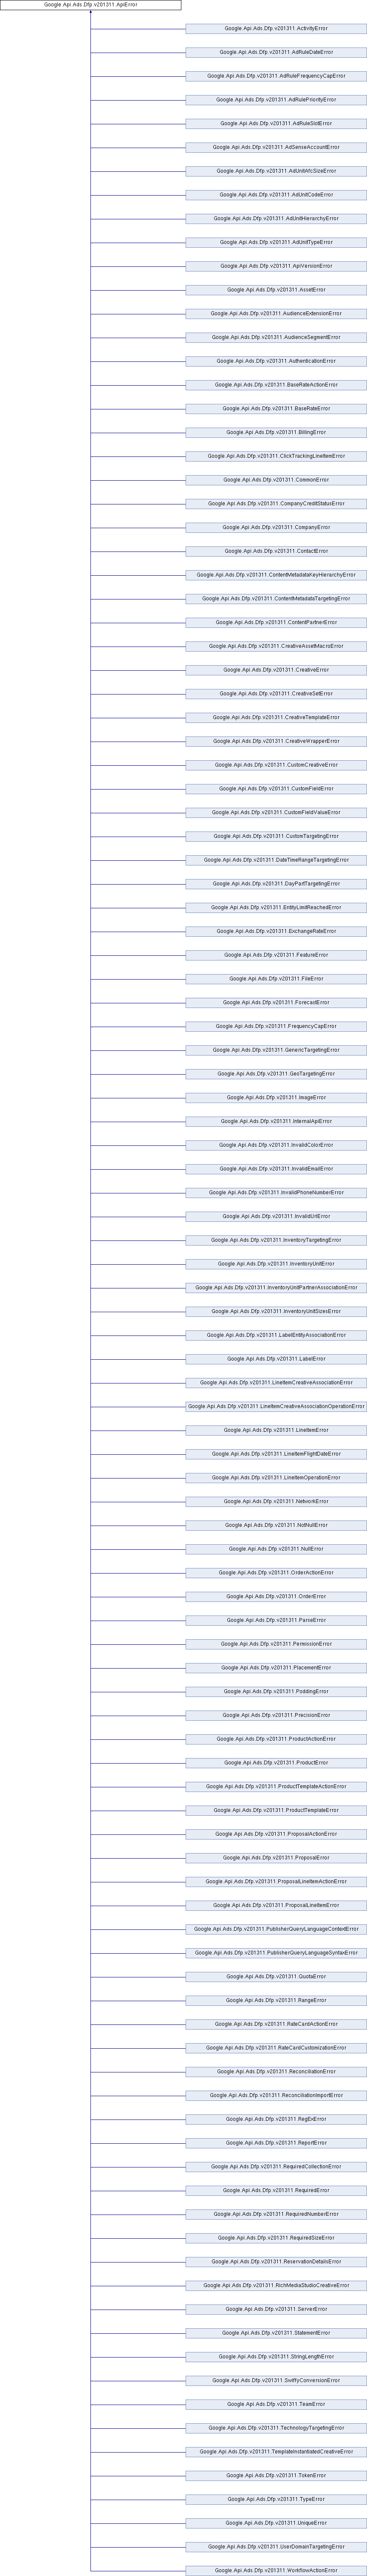 Google.Api.Ads.Dfp.v201311.ApiError
Google.Api.Ads.Dfp.v201311.ActivityError
Google.Api.Ads.Dfp.v201311.AdRuleDateError
Google.Api.Ads.Dfp.v201311.AdRuleFrequencyCapError
Google.Api.Ads.Dfp.v201311.AdRulePriorityError
Google.Api.Ads.Dfp.v201311.AdRuleSlotError
Google.Api.Ads.Dfp.v201311.AdSenseAccountError
Google.Api.Ads.Dfp.v201311.AdUnitAfcSizeError
Google.Api.Ads.Dfp.v201311.AdUnitCodeError
Google.Api.Ads.Dfp.v201311.AdUnitHierarchyError
Google.Api.Ads.Dfp.v201311.AdUnitTypeError
Google.Api.Ads.Dfp.v201311.ApiVersionError
Google.Api.Ads.Dfp.v201311.AssetError
Google.Api.Ads.Dfp.v201311.AudienceExtensionError
Google.Api.Ads.Dfp.v201311.AudienceSegmentError
Google.Api.Ads.Dfp.v201311.AuthenticationError
Google.Api.Ads.Dfp.v201311.BaseRateActionError
Google.Api.Ads.Dfp.v201311.BaseRateError
Google.Api.Ads.Dfp.v201311.BillingError
Google.Api.Ads.Dfp.v201311.ClickTrackingLineItemError
Google.Api.Ads.Dfp.v201311.CommonError
Google.Api.Ads.Dfp.v201311.CompanyCreditStatusError
Google.Api.Ads.Dfp.v201311.CompanyError
Google.Api.Ads.Dfp.v201311.ContactError
Google.Api.Ads.Dfp.v201311.ContentMetadataKeyHierarchyError
Google.Api.Ads.Dfp.v201311.ContentMetadataTargetingError
Google.Api.Ads.Dfp.v201311.ContentPartnerError
Google.Api.Ads.Dfp.v201311.CreativeAssetMacroError
Google.Api.Ads.Dfp.v201311.CreativeError
Google.Api.Ads.Dfp.v201311.CreativeSetError
Google.Api.Ads.Dfp.v201311.CreativeTemplateError
Google.Api.Ads.Dfp.v201311.CreativeWrapperError
Google.Api.Ads.Dfp.v201311.CustomCreativeError
Google.Api.Ads.Dfp.v201311.CustomFieldError
Google.Api.Ads.Dfp.v201311.CustomFieldValueError
Google.Api.Ads.Dfp.v201311.CustomTargetingError
Google.Api.Ads.Dfp.v201311.DateTimeRangeTargetingError
Google.Api.Ads.Dfp.v201311.DayPartTargetingError
Google.Api.Ads.Dfp.v201311.EntityLimitReachedError
Google.Api.Ads.Dfp.v201311.ExchangeRateError
Google.Api.Ads.Dfp.v201311.FeatureError
Google.Api.Ads.Dfp.v201311.FileError
Google.Api.Ads.Dfp.v201311.ForecastError
Google.Api.Ads.Dfp.v201311.FrequencyCapError
Google.Api.Ads.Dfp.v201311.GenericTargetingError
Google.Api.Ads.Dfp.v201311.GeoTargetingError
Google.Api.Ads.Dfp.v201311.ImageError
Google.Api.Ads.Dfp.v201311.InternalApiError
Google.Api.Ads.Dfp.v201311.InvalidColorError
Google.Api.Ads.Dfp.v201311.InvalidEmailError
Google.Api.Ads.Dfp.v201311.InvalidPhoneNumberError
Google.Api.Ads.Dfp.v201311.InvalidUrlError
Google.Api.Ads.Dfp.v201311.InventoryTargetingError
Google.Api.Ads.Dfp.v201311.InventoryUnitError
Google.Api.Ads.Dfp.v201311.InventoryUnitPartnerAssociationError
Google.Api.Ads.Dfp.v201311.InventoryUnitSizesError
Google.Api.Ads.Dfp.v201311.LabelEntityAssociationError
Google.Api.Ads.Dfp.v201311.LabelError
Google.Api.Ads.Dfp.v201311.LineItemCreativeAssociationError
Google.Api.Ads.Dfp.v201311.LineItemCreativeAssociationOperationError
Google.Api.Ads.Dfp.v201311.LineItemError
Google.Api.Ads.Dfp.v201311.LineItemFlightDateError
Google.Api.Ads.Dfp.v201311.LineItemOperationError
Google.Api.Ads.Dfp.v201311.NetworkError
Google.Api.Ads.Dfp.v201311.NotNullError
Google.Api.Ads.Dfp.v201311.NullError
Google.Api.Ads.Dfp.v201311.OrderActionError
Google.Api.Ads.Dfp.v201311.OrderError
Google.Api.Ads.Dfp.v201311.ParseError
Google.Api.Ads.Dfp.v201311.PermissionError
Google.Api.Ads.Dfp.v201311.PlacementError
Google.Api.Ads.Dfp.v201311.PoddingError
Google.Api.Ads.Dfp.v201311.PrecisionError
Google.Api.Ads.Dfp.v201311.ProductActionError
Google.Api.Ads.Dfp.v201311.ProductError
Google.Api.Ads.Dfp.v201311.ProductTemplateActionError
Google.Api.Ads.Dfp.v201311.ProductTemplateError
Google.Api.Ads.Dfp.v201311.ProposalActionError
Google.Api.Ads.Dfp.v201311.ProposalError
Google.Api.Ads.Dfp.v201311.ProposalLineItemActionError
Google.Api.Ads.Dfp.v201311.ProposalLineItemError
Google.Api.Ads.Dfp.v201311.PublisherQueryLanguageContextError
Google.Api.Ads.Dfp.v201311.PublisherQueryLanguageSyntaxError
Google.Api.Ads.Dfp.v201311.QuotaError
Google.Api.Ads.Dfp.v201311.RangeError
Google.Api.Ads.Dfp.v201311.RateCardActionError
Google.Api.Ads.Dfp.v201311.RateCardCustomizationError
Google.Api.Ads.Dfp.v201311.ReconciliationError
Google.Api.Ads.Dfp.v201311.ReconciliationImportError
Google.Api.Ads.Dfp.v201311.RegExError
Google.Api.Ads.Dfp.v201311.ReportError
Google.Api.Ads.Dfp.v201311.RequiredCollectionError
Google.Api.Ads.Dfp.v201311.RequiredError
Google.Api.Ads.Dfp.v201311.RequiredNumberError
Google.Api.Ads.Dfp.v201311.RequiredSizeError
Google.Api.Ads.Dfp.v201311.ReservationDetailsError
Google.Api.Ads.Dfp.v201311.RichMediaStudioCreativeError
Google.Api.Ads.Dfp.v201311.ServerError
Google.Api.Ads.Dfp.v201311.StatementError
Google.Api.Ads.Dfp.v201311.StringLengthError
Google.Api.Ads.Dfp.v201311.SwiffyConversionError
Google.Api.Ads.Dfp.v201311.TeamError
Google.Api.Ads.Dfp.v201311.TechnologyTargetingError
Google.Api.Ads.Dfp.v201311.TemplateInstantiatedCreativeError
Google.Api.Ads.Dfp.v201311.TokenError
Google.Api.Ads.Dfp.v201311.TypeError
Google.Api.Ads.Dfp.v201311.UniqueError
Google.Api.Ads.Dfp.v201311.UserDomainTargetingError
Google.Api.Ads.Dfp.v201311.WorkflowActionError